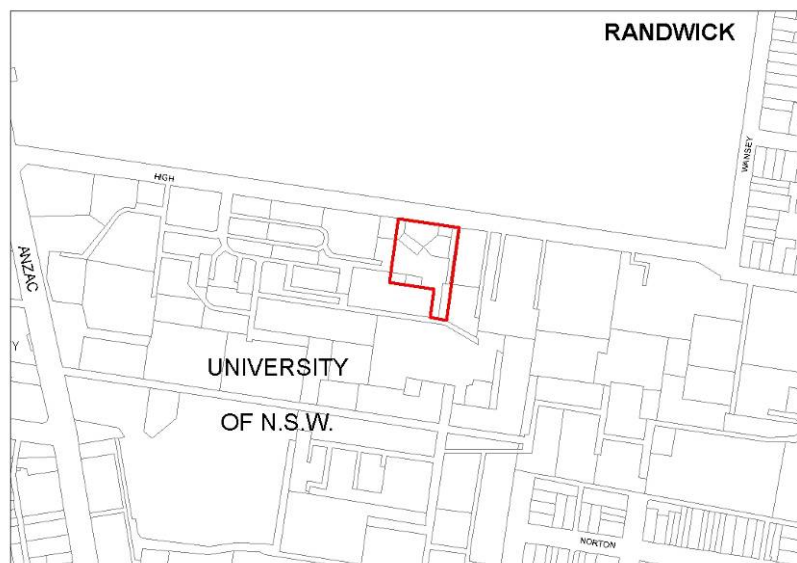 RANDWICK
WANSEY
HIGH
ANZAC
Y
UNIVERSITY
OF N.S.W.
NORTON